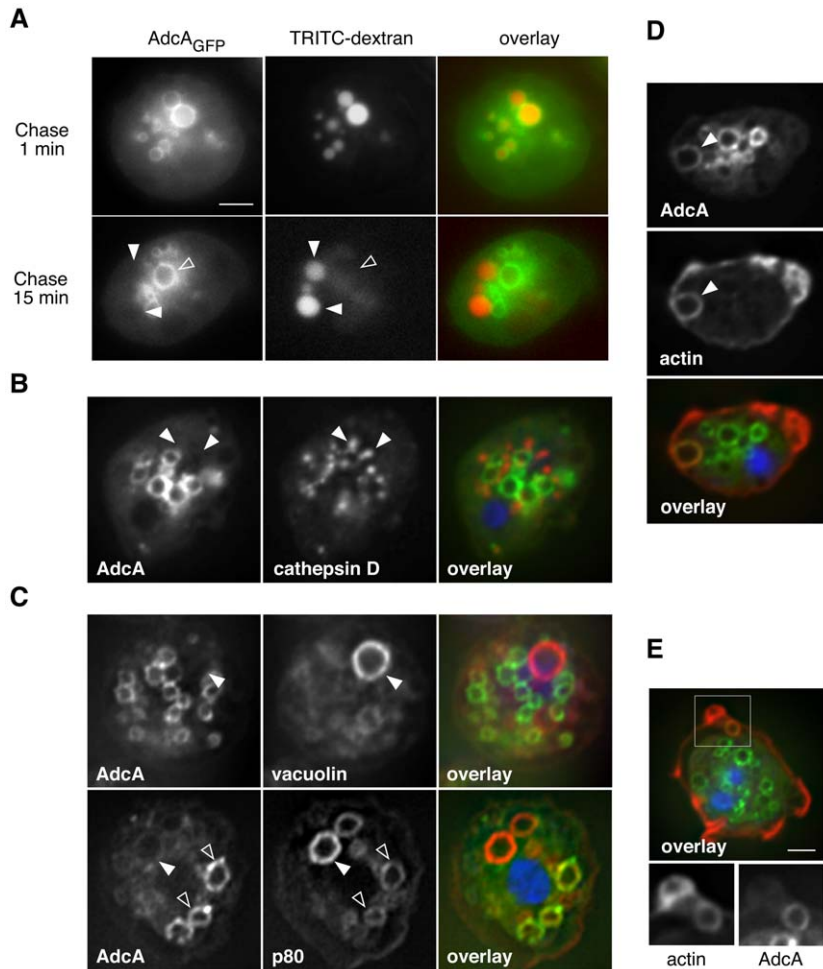 A
AdcAGFP TRITC-dextran overlay
Chase
1 min
Chase
15 min
B
AdcA cathepsin D overlay
C
AdcA vacuolin overlay
AdcA p80 overlay
D
AdcA
actin
overlay
E
overlay
actin AdcA